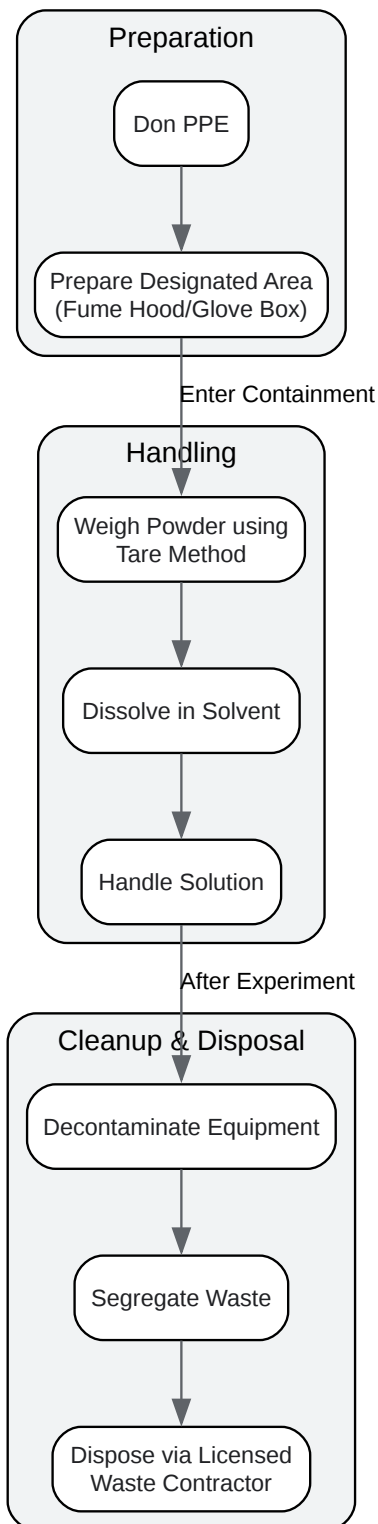 Preparation
Don PPE
Prepare Designated Area
(Fume Hood/Glove Box)
Enter Containment
Handling
Weigh Powder using
Tare Method
Dissolve in Solvent
Handle Solution
After Experiment
Cleanup & Disposal
Decontaminate Equipment
Segregate Waste
Dispose via Licensed
Waste Contractor